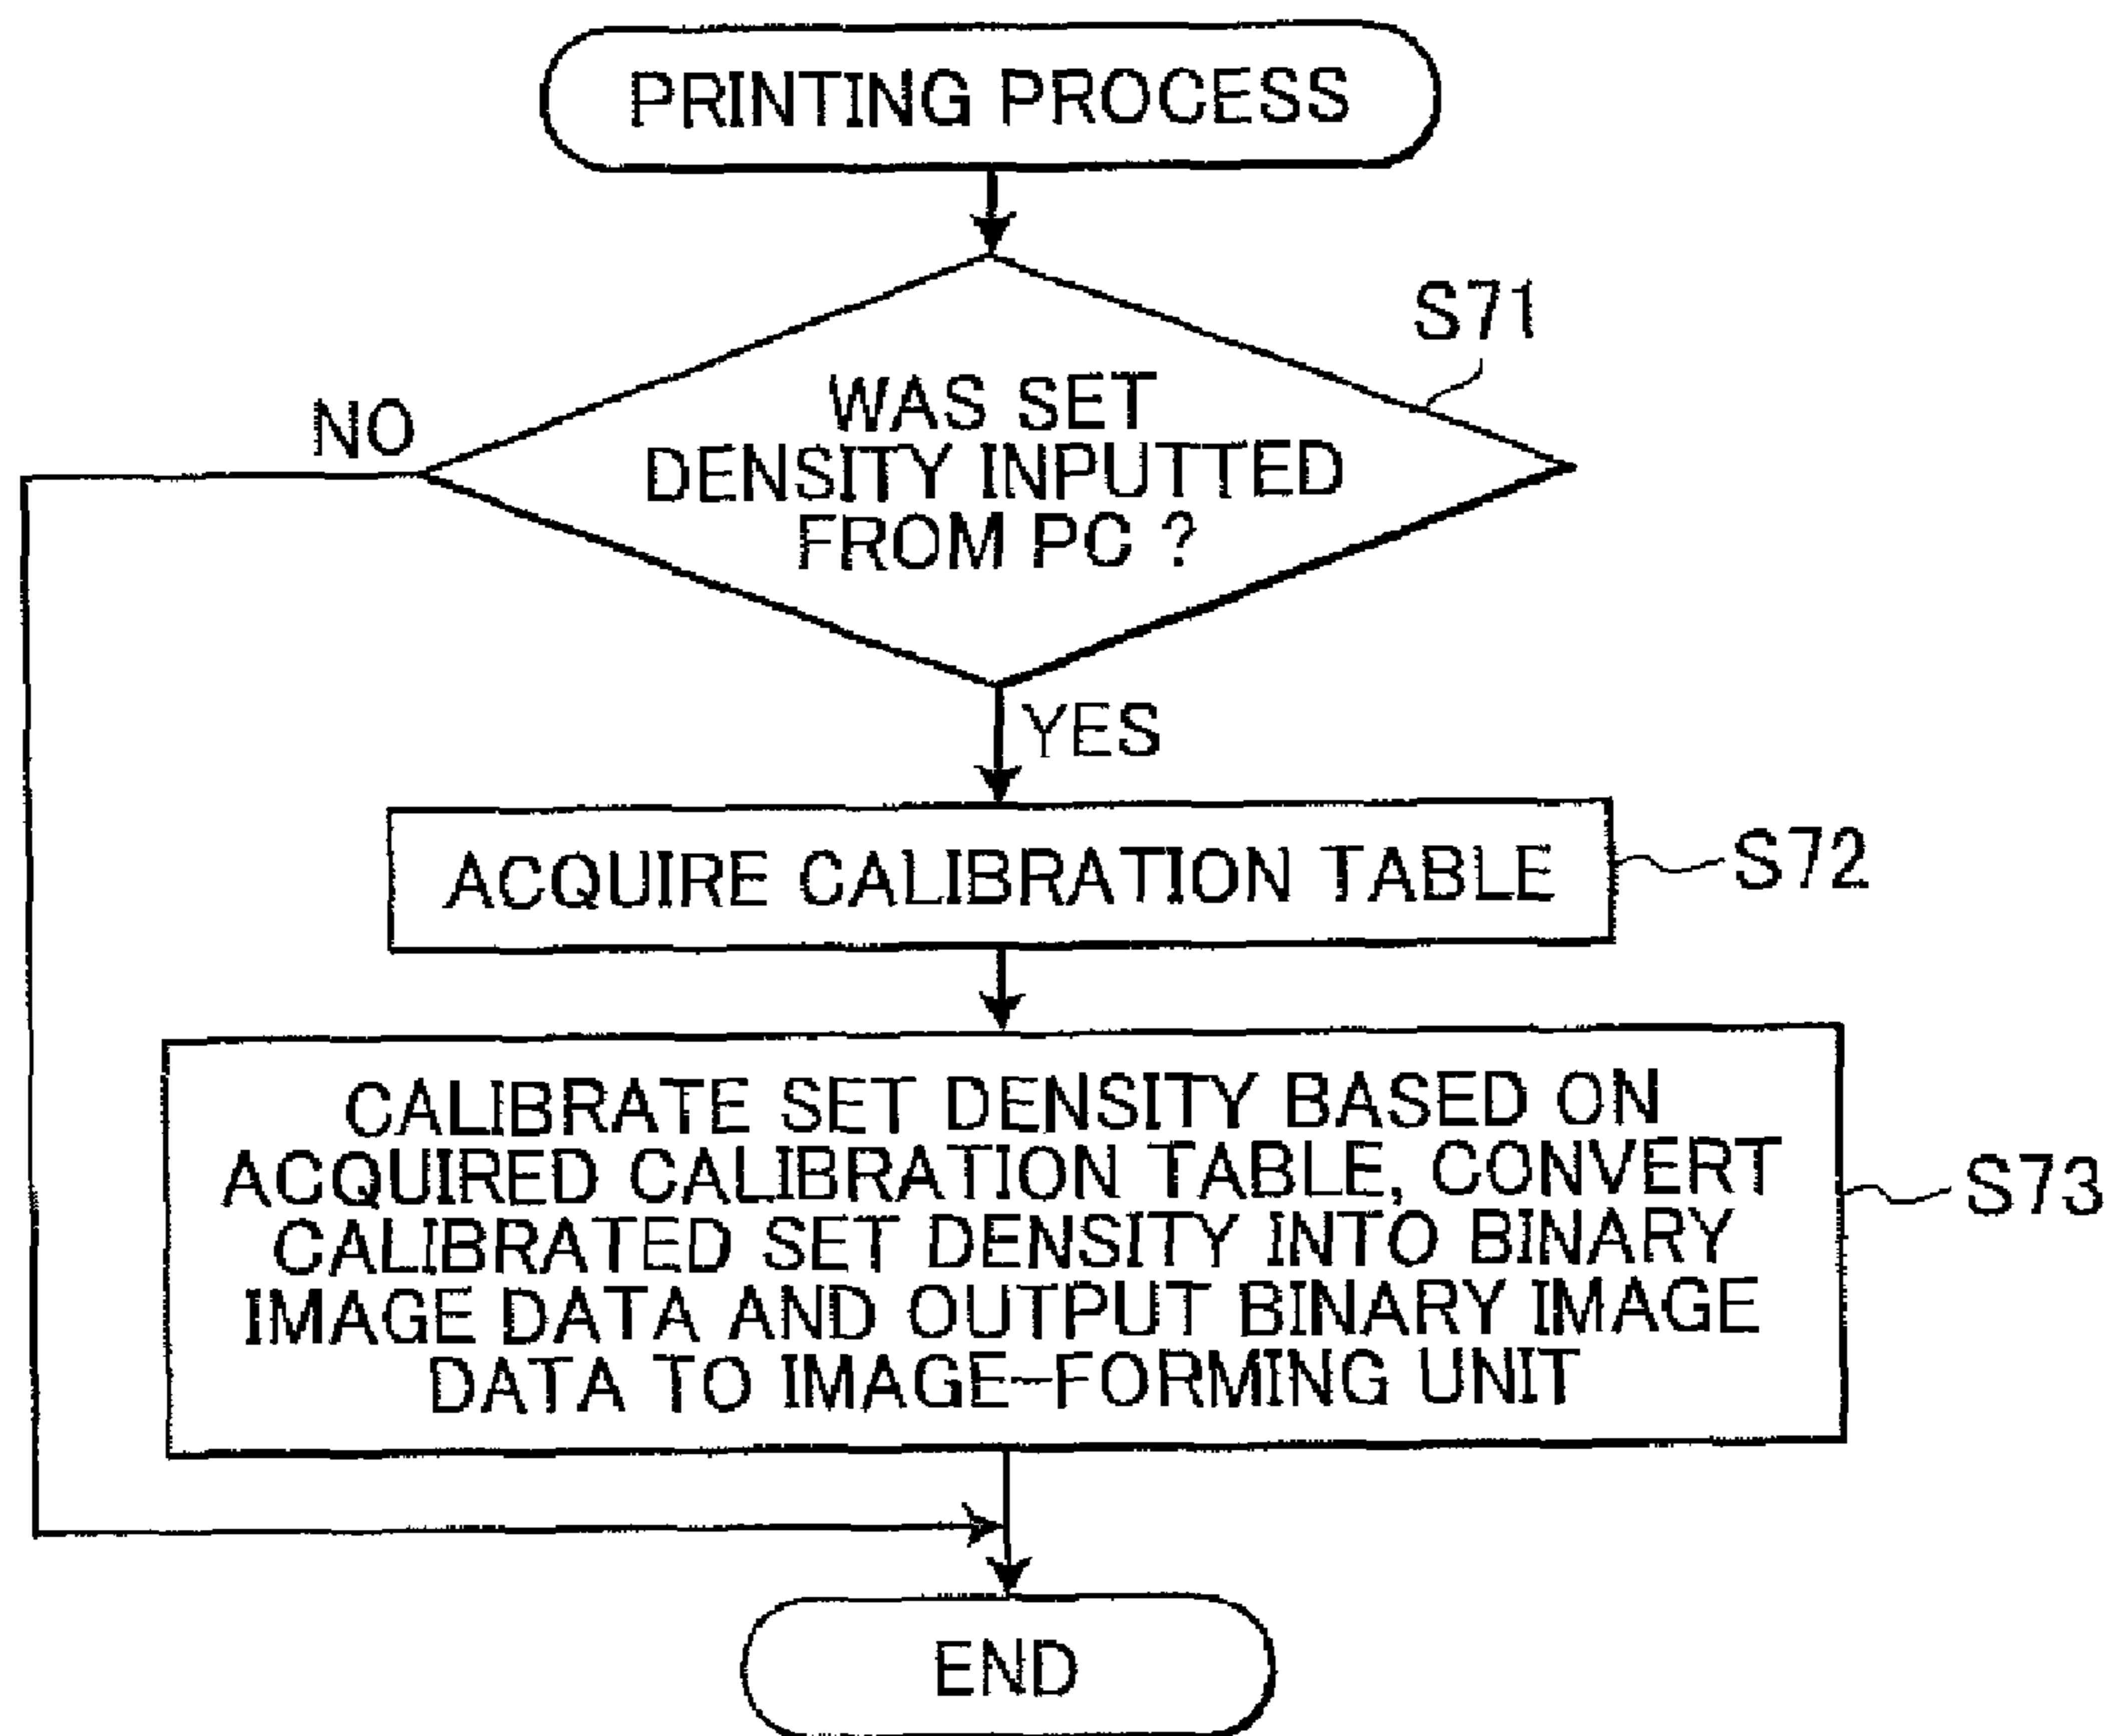 PRINTING PROCESS
S71
WAS SET
DENSITY INPUTTED
FROM PC ?
NO
YES
ACQUIRE CALIBRATION TABLE
S72
CALIBRATE SET DENSITY BASED ON
ACQUIRED CALIBRATION TABLE, CONVERT
CALIBRATED SET DENSITY INTO BINARY
IMAGE DATA AND OUTPUT BINARY IMAGE
DATA TO IMAGE-FORMING UNIT
S73
END